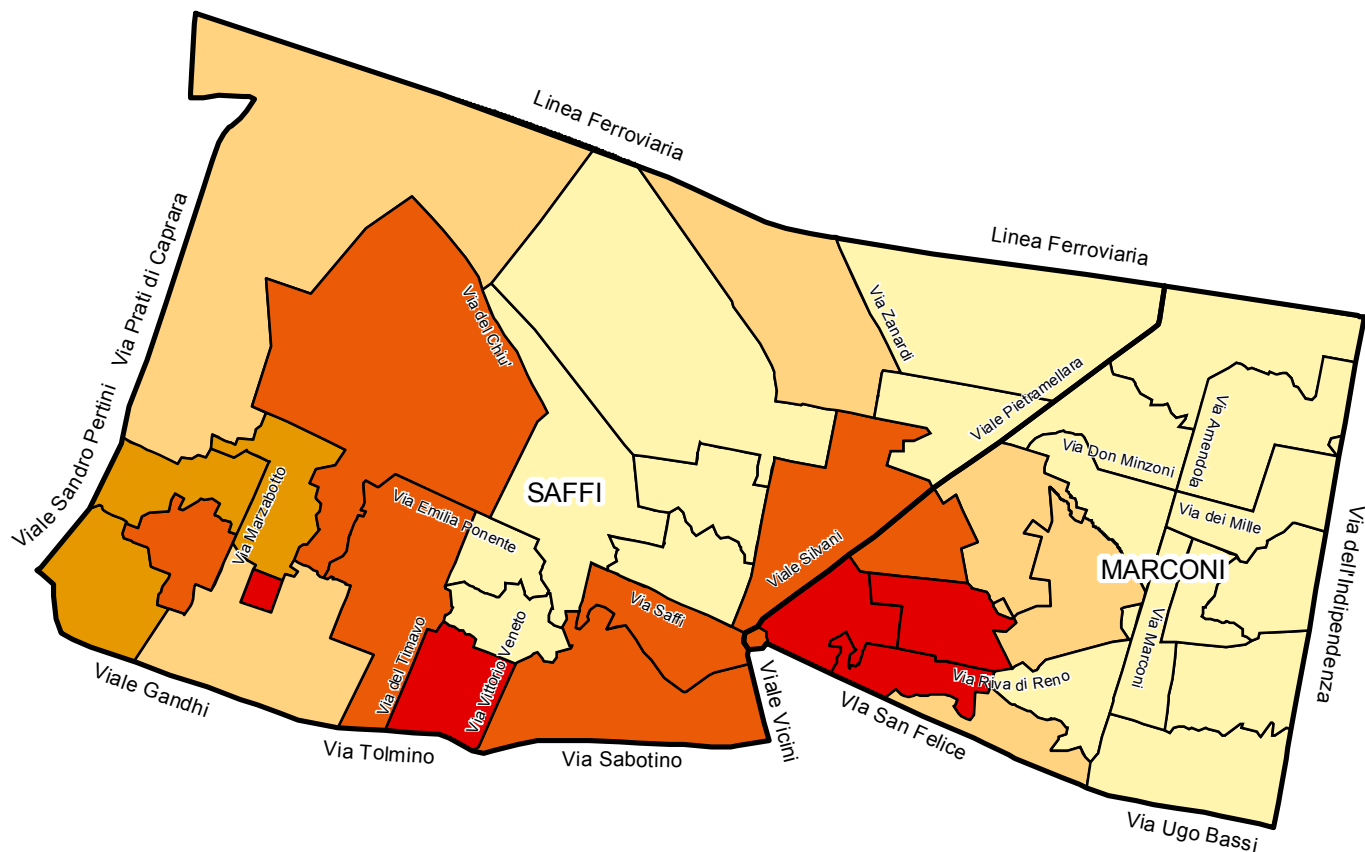 Linea Ferroviaria
Linea Ferroviaria
Via Prati di Caprara
Via Zanardi
Via del Chiu'
Viale Pietramellara
Via Amendola
Viale Sandro Pertini
Via Marzabotto
Via Emilia Ponente
SAFFI
Via Don Minzoni
Via dei Mille
Via dell'Indipendenza
Viale Silvani
MARCONI
Via Saffi
Via Marconi
Via Vittorio Veneto
Via del Timavo
Viale Vicini
Via Riva di Reno
Viale Gandhi
VIa San Felice
Via Tolmino
Via Sabotino
Via Ugo Bassi